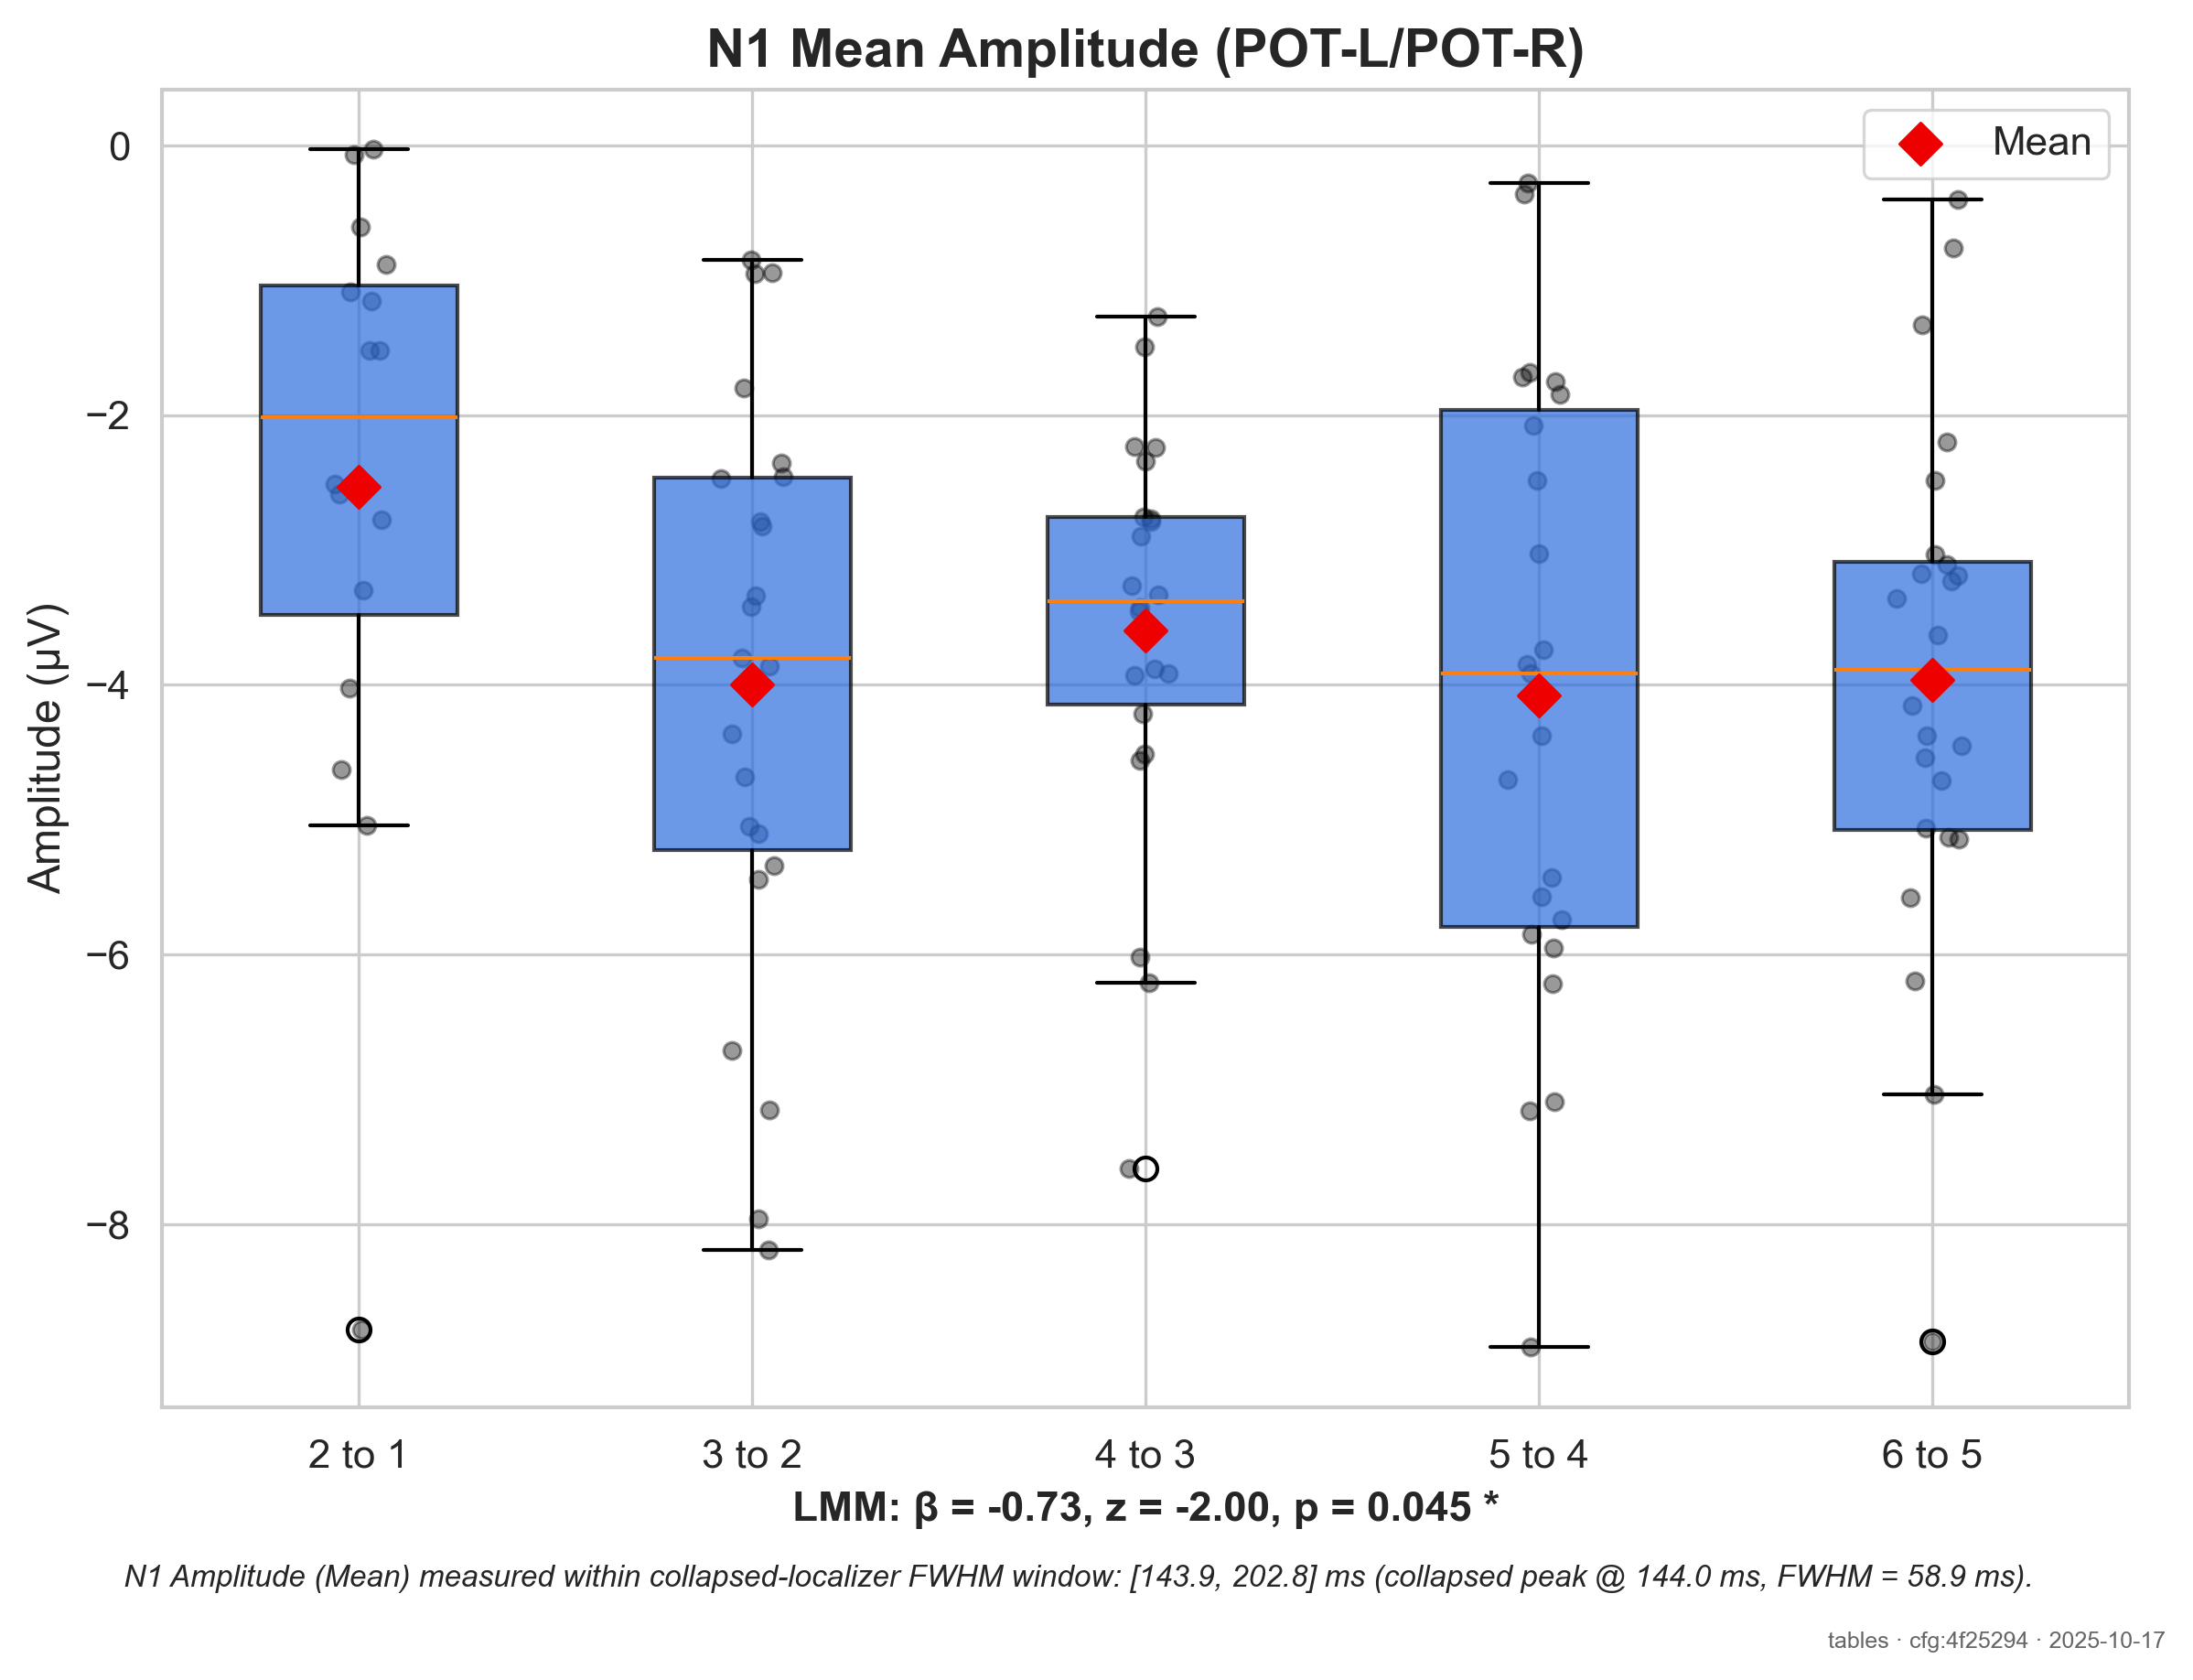 N1 Mean Amplitude (POT-L/POT-R)
Mean
Amplitude (µV)
0
−2
−4
−6
−8
2 to 1
3 to 2
4 to 3
5 to 4
6 to 5
LMM: β = -0.73, z = -2.00, p = 0.045 *
N1 Amplitude (Mean) measured within collapsed-localizer FWHM window: [143.9, 202.8] ms (collapsed peak @ 144.0 ms, FWHM = 58.9 ms).
tables · cfg:4f25294 · 2025-10-17